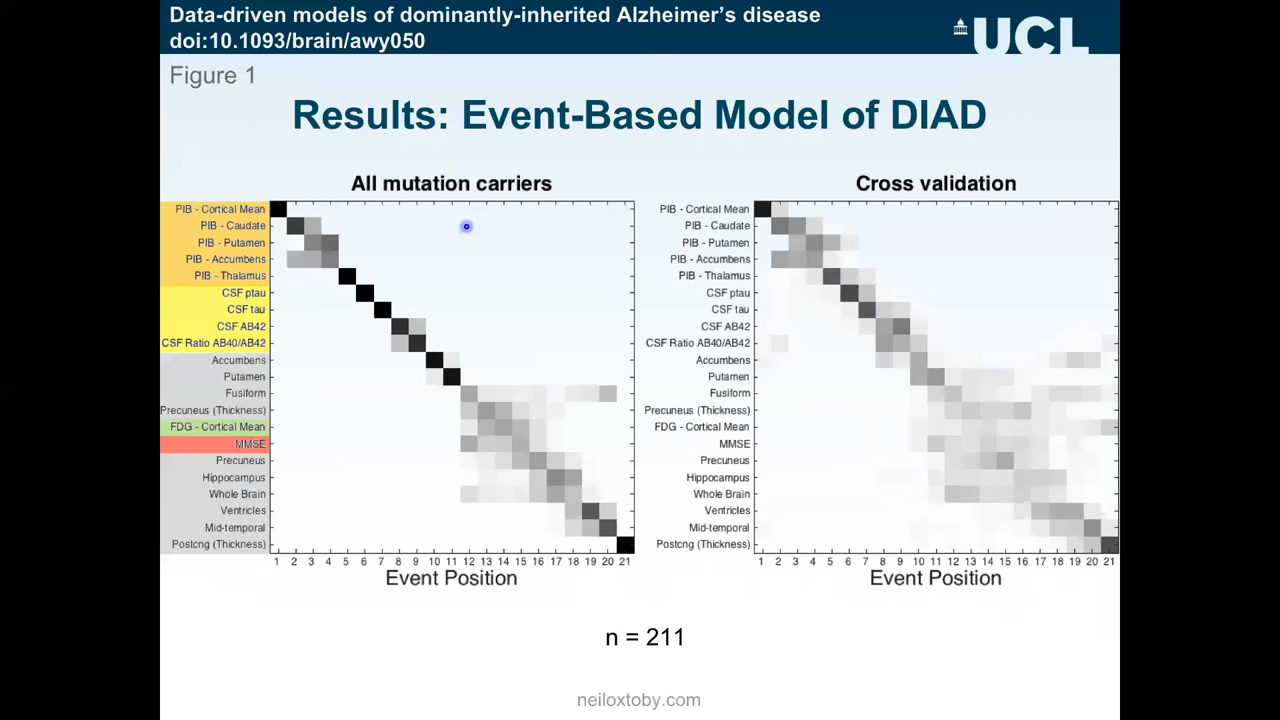 Data-driven models of dominantly-inherited Alzheimer's disease
doi:10.1093/brain/awy050
UCL
Figure 1
Results: Event-Based Model of DIAD
All mutation carriers
PIB - Cortical Mean
PIB - Caudate
PIB - Putamen
PIB - Accumbens
PIB - Thalamus
CSF ptau
CSF tau
CSF AB42
CSF Ratio AB40/AB42
Accumbens
Putamen
Fusiform
Precuneus (Thickness)
FDG - Cortical Mean
MMSE
Precuneus
Hippocampus
Whole Brain
Ventricles
Mid-temporal
Postcng (Thickness)
1 2 3 4 5 6 7 8 9 10 11 12 13 14 15 16 17 18 19 20 21
Event Position
Cross validation
PIB - Cortical Mean
PIB - Caudate
PIB - Putamen
PIB - Accumbens
PIB - Thalamus
CSF ptau
CSF tau
CSF AB42
CSF Ratio AB40/AB42
Accumbens
Putamen
Fusiform
Precuneus (Thickness)
FDG - Cortical Mean
MMSE
Precuneus
Hippocampus
Whole Brain
Ventricles
Mid-temporal
Postcng (Thickness)
1 2 3 4 5 6 7 8 9 10 11 12 13 14 15 16 17 18 19 20 21
Event Position
n = 211
neiloxtoby.com